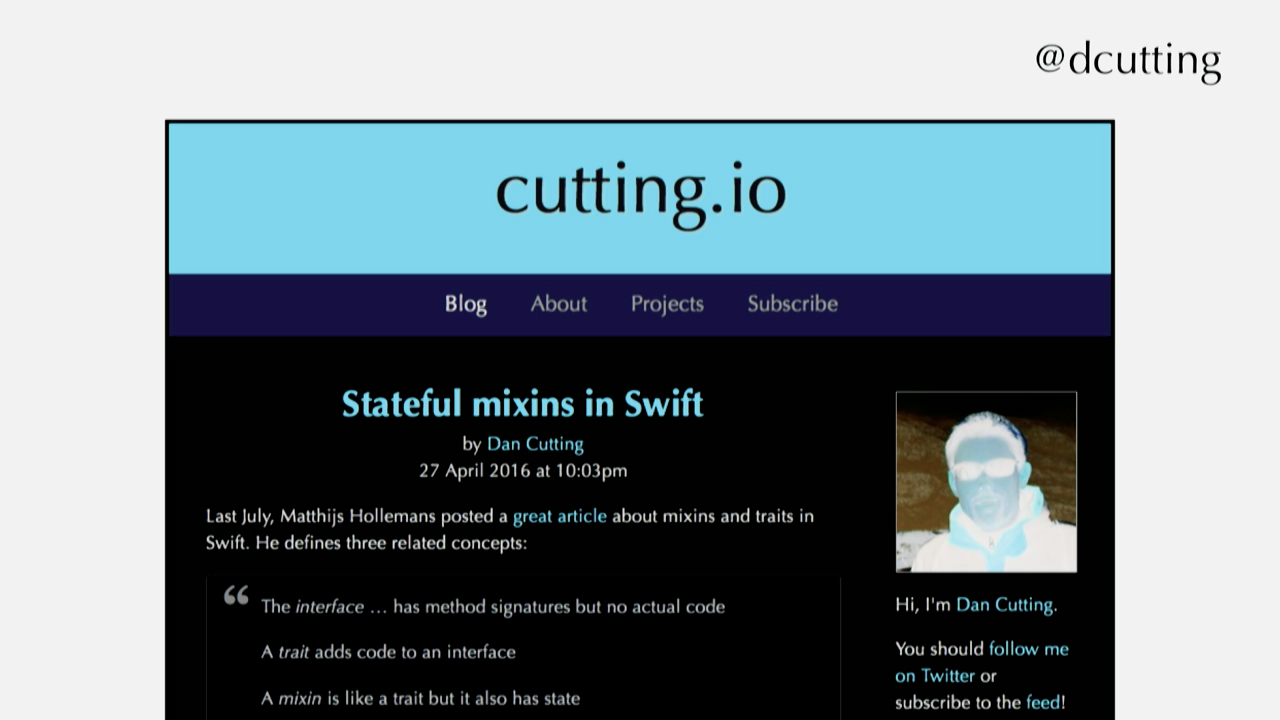 @dcutting
cutting.io
Blog About Projects Subscribe
Stateful mixins in Swift
by Dan Cutting
27 April 2016 at 10:03pm
Last July, Matthijs Hollemans posted a great article about mixins and traits in
Swift. He defines three related concepts:
“ The interface … has method signatures but no actual code
A trait adds code to an interface
A mixin is like a trait but it also has state
Hi, I'm Dan Cutting.
You should follow me
on Twitter or
subscribe to the feed!